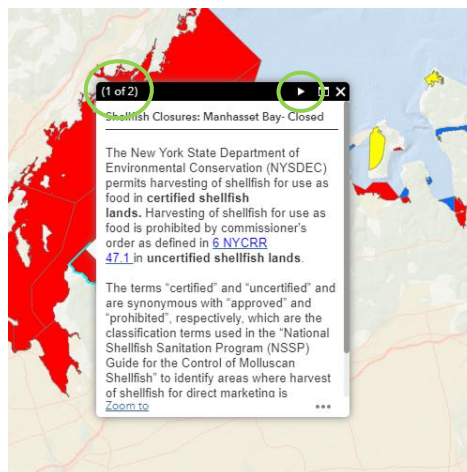 (1 of 2)
Shellfish Closures: Manhasset Bay- Closed
The New York State Department of
Environmental Conservation (NYSDEC)
permits harvesting of shellfish for use as
food in certified shellfish
lands. Harvesting of shellfish for use as
food is prohibited by commissioner's
order as defined in 6 NYCRR
47.1 in uncertified shellfish lands.
The terms “certified” and “uncertified” and
are synonymous with “approved” and
“prohibited”, respectively, which are the
classification terms used in the “National
Shellfish Sanitation Program (NSSP)
Guide for the Control of Molluscan
Shellfish” to identify areas where harvest
of shellfish for direct marketing is
Zoom to